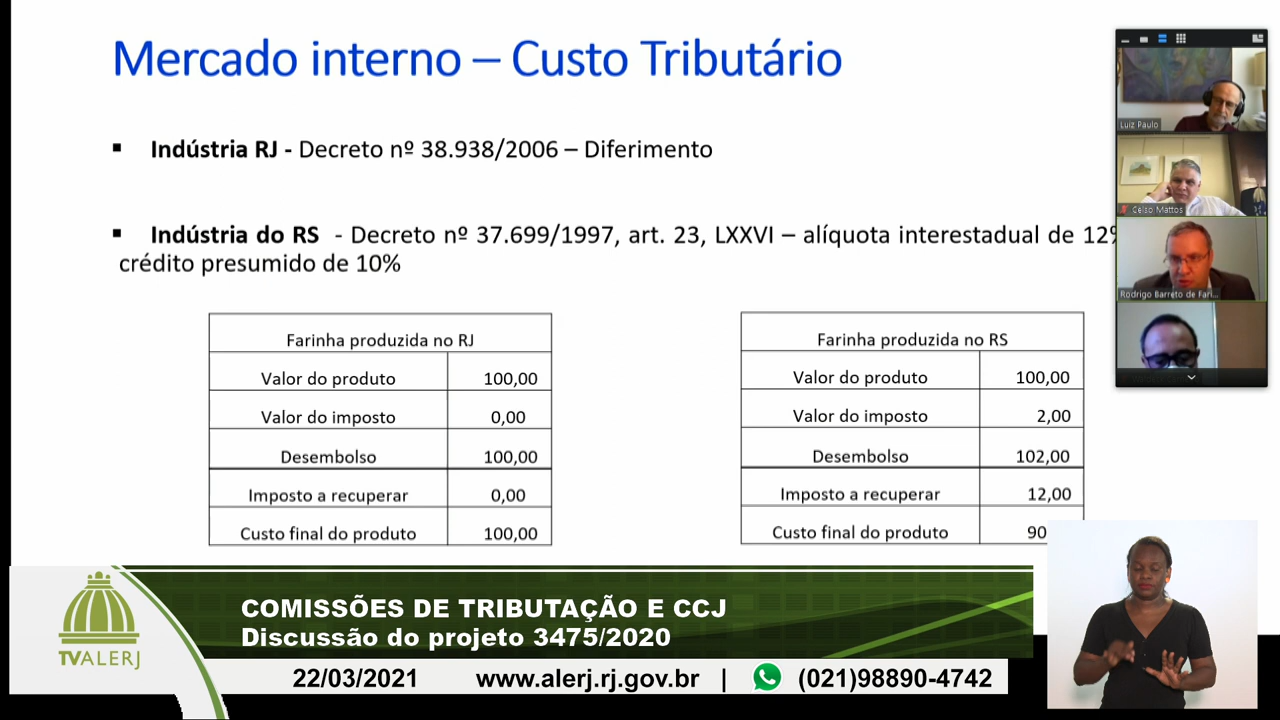 Mercado interno – Custo Tributário
▪ Indústria RJ - Decreto nº 38.938/2006 – Diferimento
▪ Indústria do RS - Decreto nº 37.699/1997, art. 23, LXXVI – alíquota interestadual de 12%
crédito presumido de 10%
Farinha produzida no RJ
Valor do produto 100,00
Valor do imposto 0,00
Desembolso 100,00
Imposto a recuperar 0,00
Custo final do produto 100,00
Farinha produzida no RS
Valor do produto 100,00
Valor do imposto 2,00
Desembolso 102,00
Imposto a recuperar 12,00
Custo final do produto 90
Luiz Paulo
Celso Mattos
Rodrigo Barreto de Fari...
TVALERJ
COMISSÕES DE TRIBUTAÇÃO E CCJ
Discussão do projeto 3475/2020
22/03/2021 www.alerj.rj.gov.br | (021)98890-4742